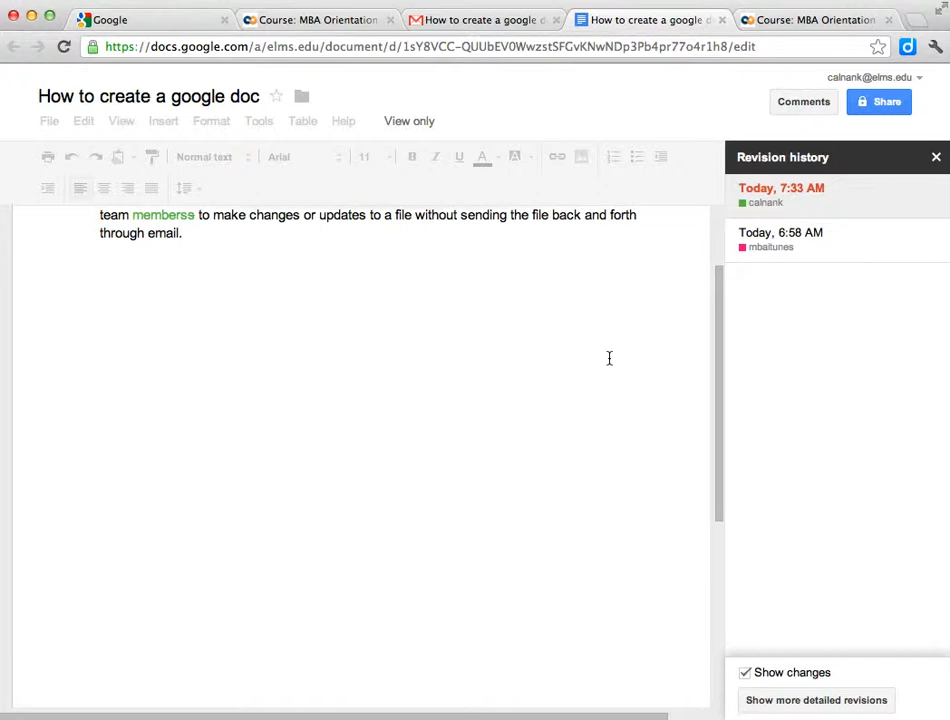 Google
Course: MBA Orientation
How to create a google d
How to create a google d
Course: MBA Orientation
https://docs.google.com/a/elms.edu/document/d/1sY8VCC-QUUbEV0WwzstSFGvKNwNDp3Pb4pr77o4r1h8/edit
calnank@elms.edu
How to create a google doc
Comments
Share
File Edit View Insert Format Tools Table Help View only
Normal text Arial 11 B I U A A
Revision history
Today, 7:33 AM
calnank
Today, 6:58 AM
mbaitunes
team memberss to make changes or updates to a file without sending the file back and forth
through email.
Show changes
Show more detailed revisions